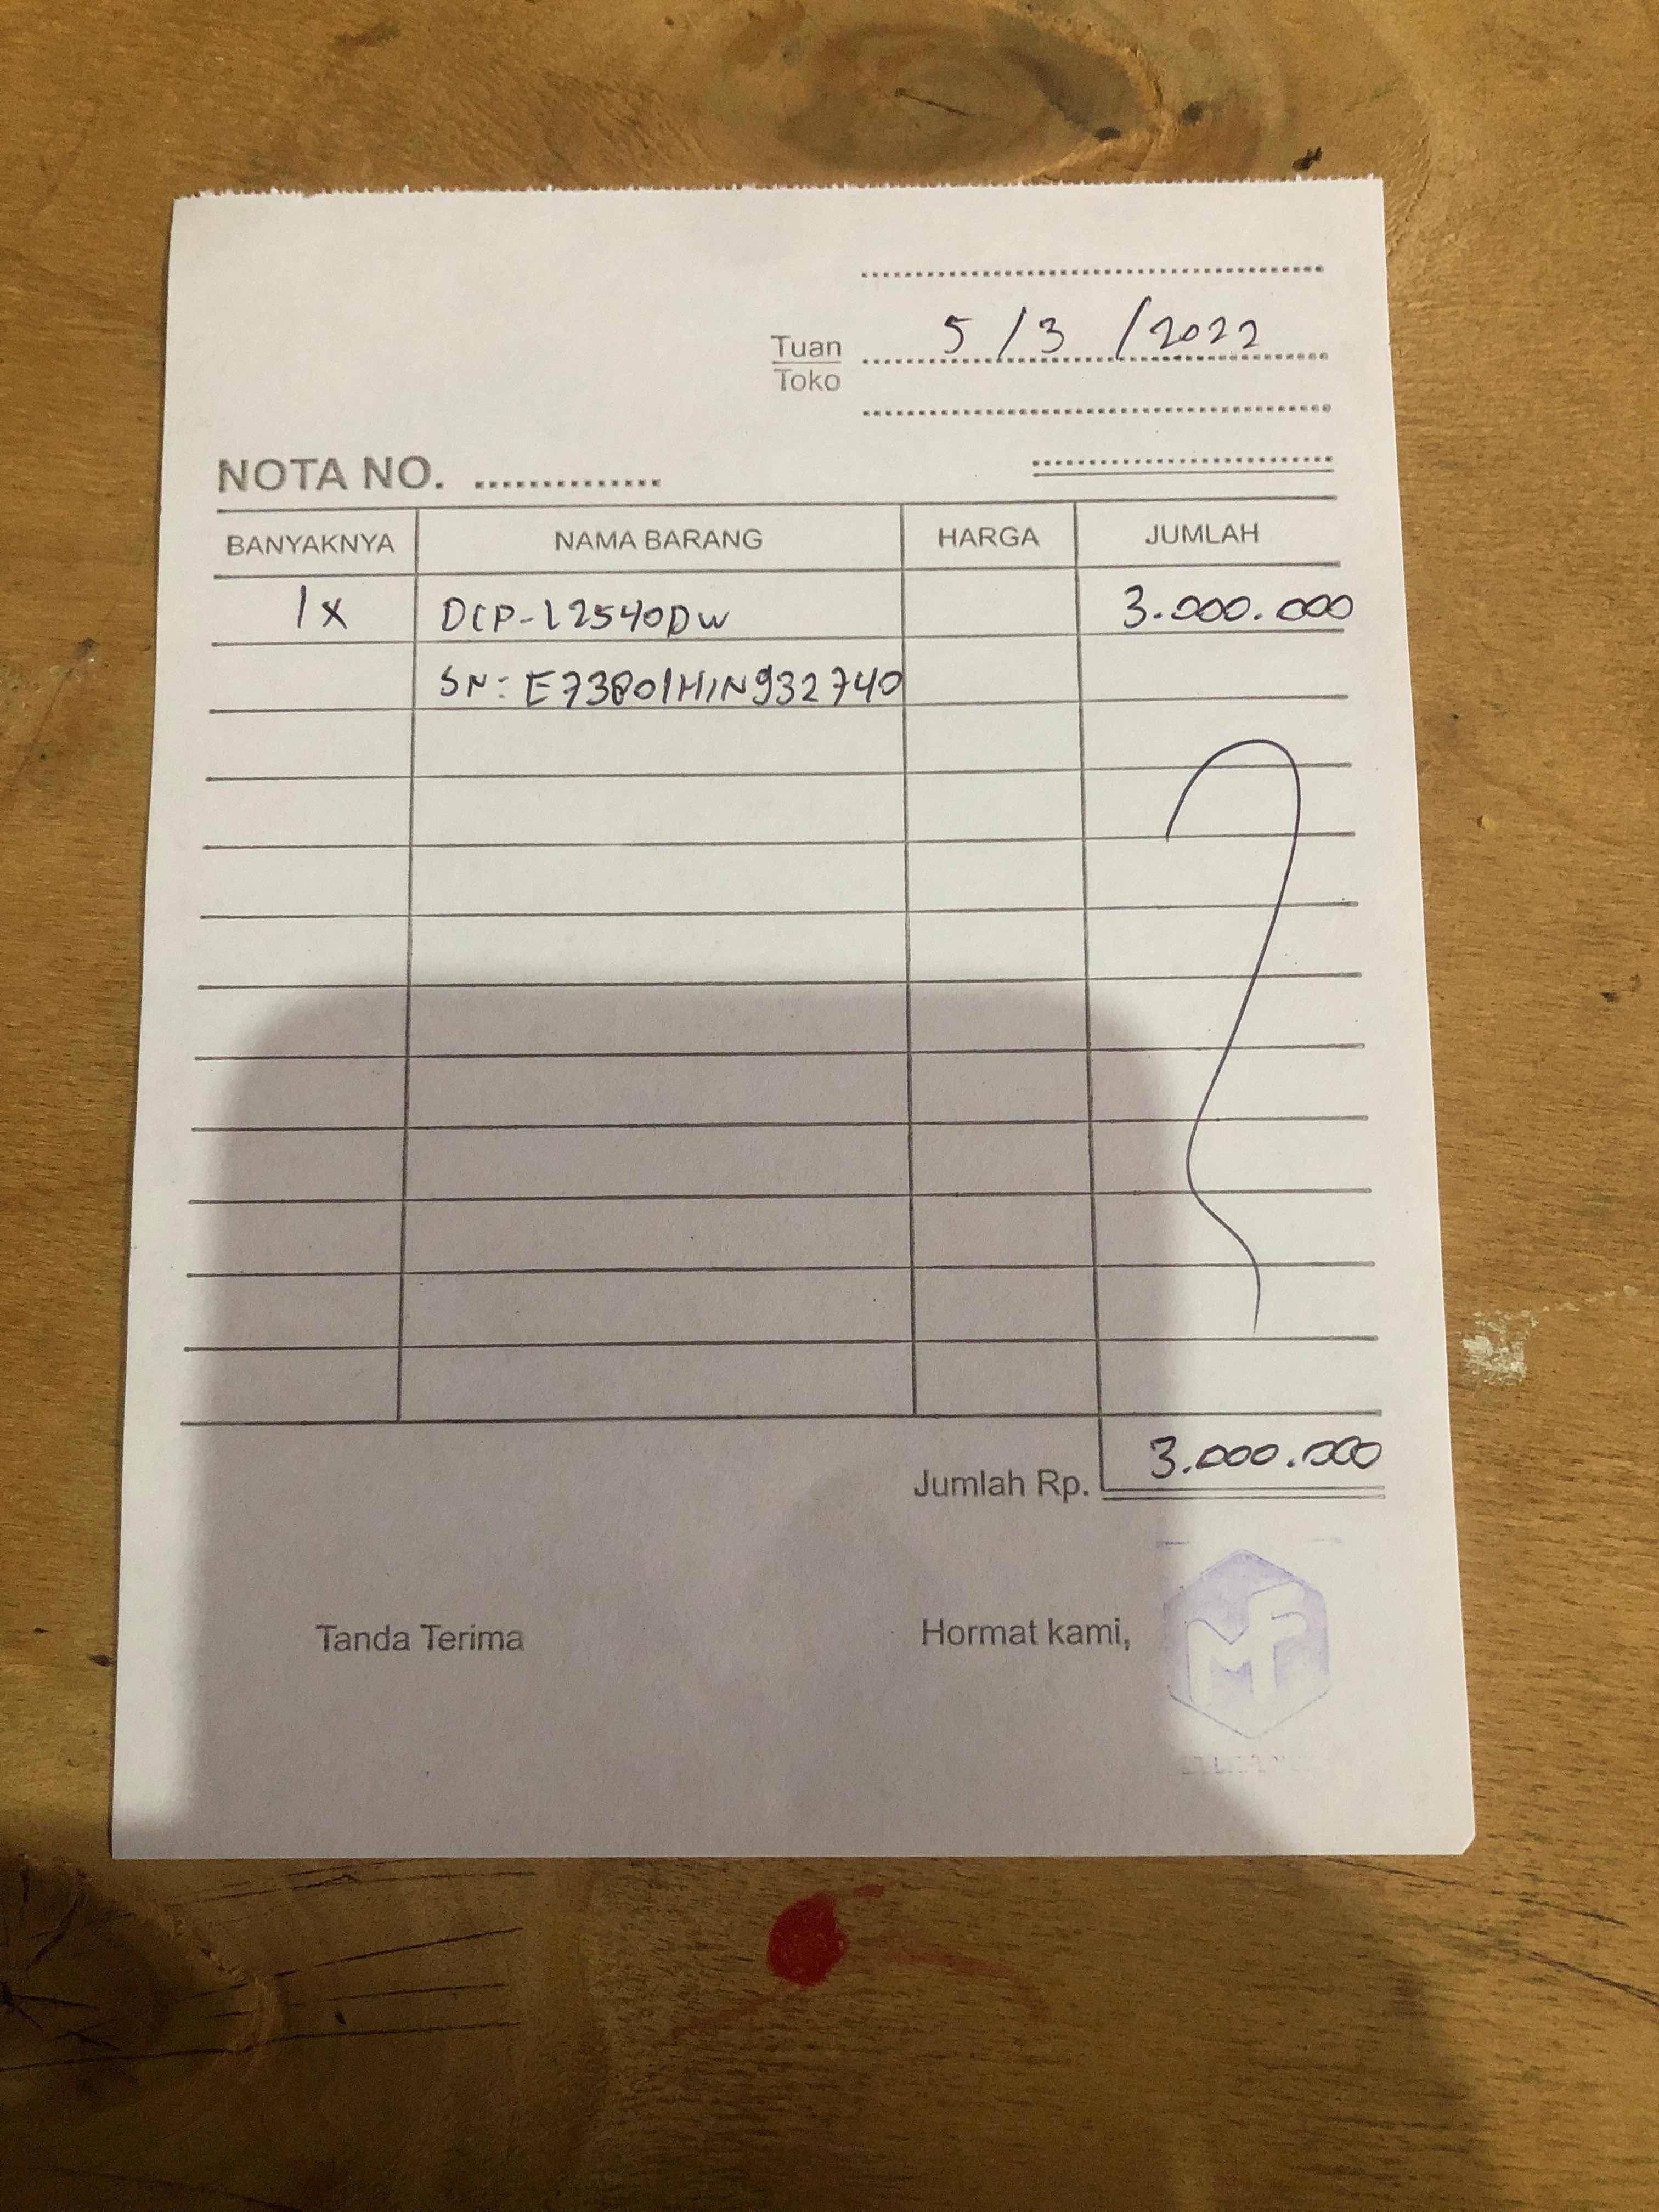 5/3/2022
Tuan
Toko
NOTA NO. ..............
BANYAKNYA NAMA BARANG HARGA JUMLAH
1x DCP-L2540DW 3.000.000
SN: E73801H1N932740
Jumlah Rp. 3.000.000
Tanda Terima Hormat kami,
MF